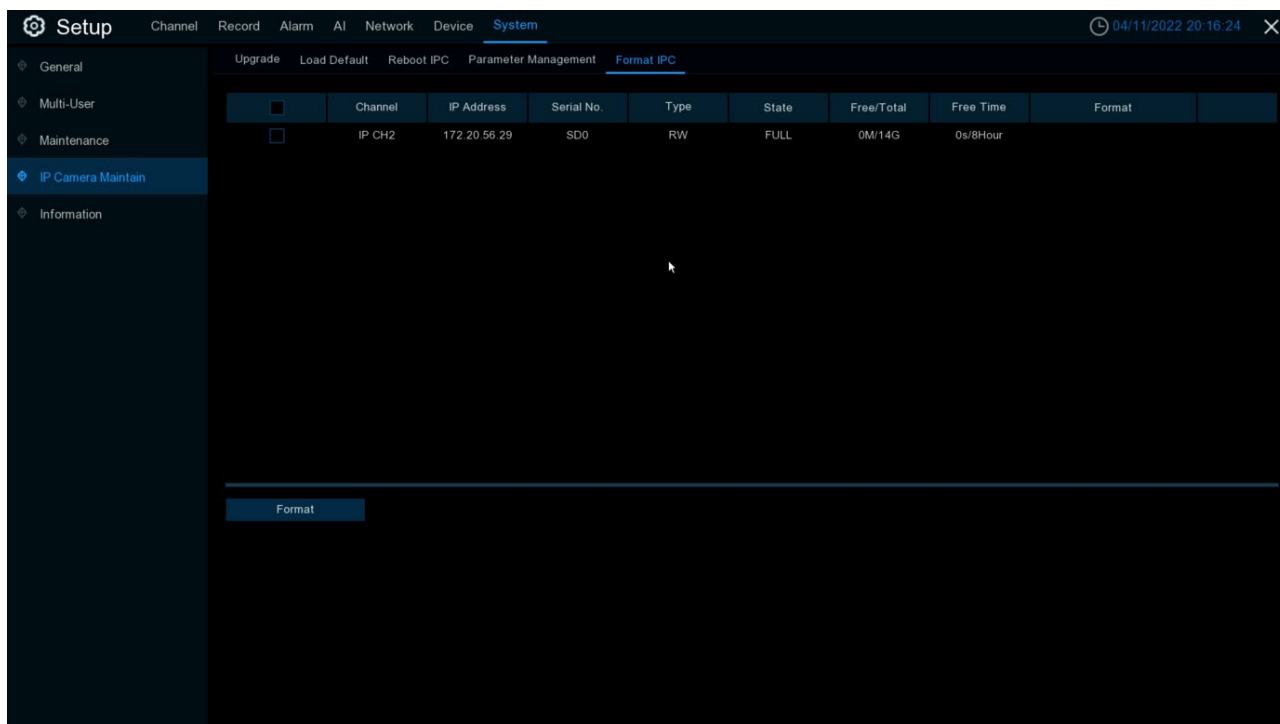 Setup Channel Record Alarm AI Network Device System 04/11/2022 20:16:24
Upgrade Load Default Reboot IPC Parameter Management Format IPC
General
Multi-User
Maintenance
IP Camera Maintain
Information
Channel IP Address Serial No. Type State Free/Total Free Time Format
IP CH2 172.20.56.29 SD0 RW FULL 0M/14G 0s/8Hour
Format